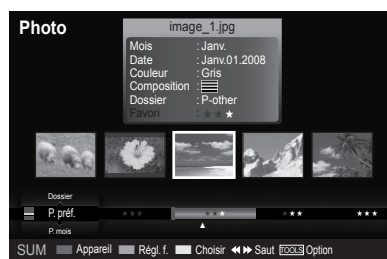 Photo
image_1.jpg
Mois : Janv.
Date : Janv.01.2008
Couleur : Gris
Composition :
Dossier : P-other
Favori : ★★★
Dossier
P. préf. ★★★ ★★★ ★★★ ★★★
P. mois
SUM Appareil Régl. f. Choisir ◀◀ ▶▶ Saut TOOLS Option